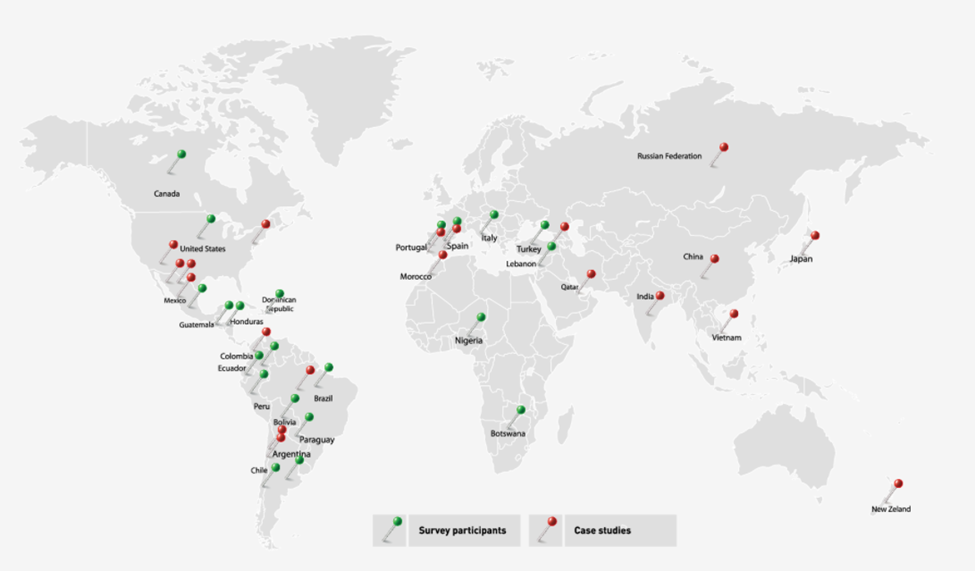 Russian Federation
Canada
United States
Portugal
Spain
Italy
Turkey
Lebanon
Morocco
China
Japan
Qatar
India
Mexico
Dominican
Republic
Guatemala
Honduras
Vietnam
Nigeria
Colombia
Ecuador
Brazil
Peru
Bolivia
Botswana
Paraguay
Argentina
Chile
New Zeland
Survey participants
Case studies